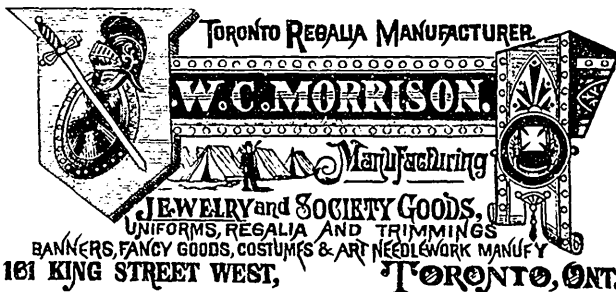 TORONTO REGALIA MANUFACTURER
W.C. MORRISON.
Manufacturing
JEWELRY and SOCIETY GOODS,
UNIFORMS, REGALIA AND TRIMMINGS
BANNERS, FANCY GOODS, COSTUMES & ART NEEDLEWORK MANUFY
161 KING STREET WEST, TORONTO, ONT.